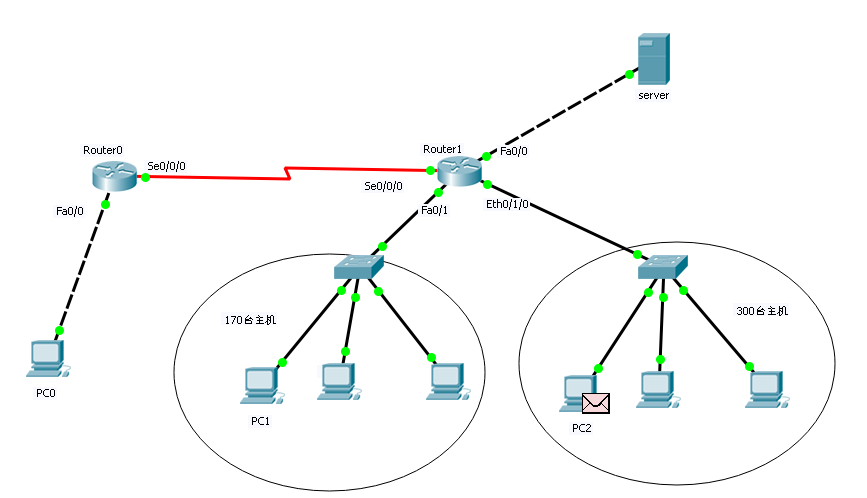 server
Router0
Se0/0/0
Router1
Fa0/0
Se0/0/0
Fa0/0
Fa0/1
Eth0/1/0
170台主机
300台主机
PC0
PC1
PC2